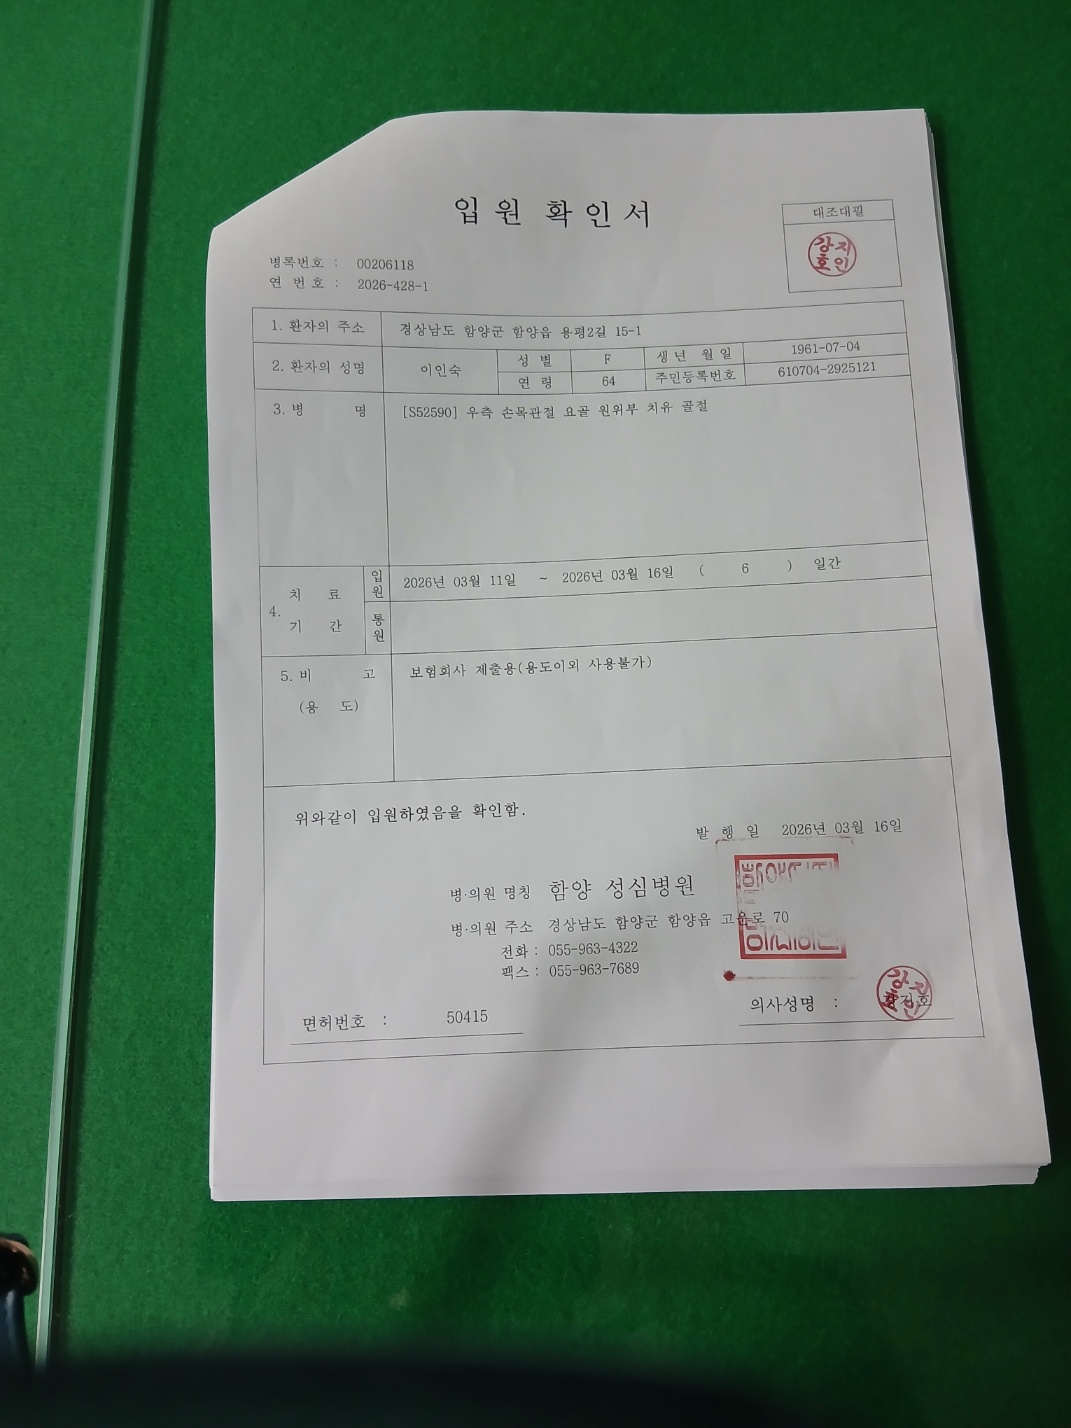 입원확인서
대조대필
강지호인
병록번호 : 00206118
연 번호 : 2026-428-1
1. 환자의 주소 경상남도 함양군 함양읍 용평2길 15-1
2. 환자의 성명 이인숙 성별 F 생년 월일 1961-07-04
연령 64 주민등록번호 610704-2925121
3. 병 명 [S52590] 우측 손목관절 요골 원위부 치유 골절
4. 치료기간 입원 2026년 03월 11일 ~ 2026년 03월 16일 ( 6 ) 일간
통원
5. 비 고 보험회사 제출용(용도이외 사용불가)
(용 도)
위와같이 입원하였음을 확인함.
발 행 일 2026년 03월 16일
병·의원 명칭 함양 성심병원
병·의원 주소 경상남도 함양군 함양읍 고운로 70
전화 : 055-963-4322
팩스 : 055-963-7689
의사성명 : 강지호
강지호인
면허번호 : 50415